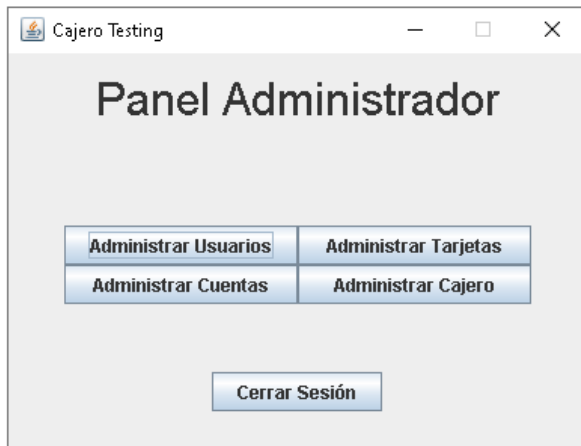 Cajero Testing
Panel Administrador
Administrar Usuarios Administrar Tarjetas
Administrar Cuentas Administrar Cajero
Cerrar Sesión